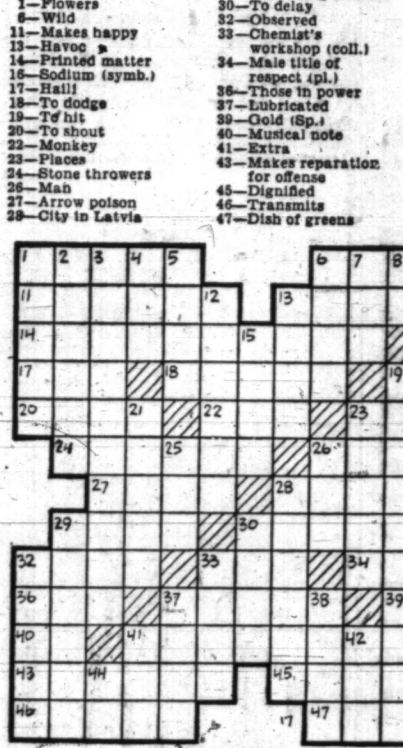 1—Flowers
6—Wild
11—Makes happy
13—Havoc
14—Printed matter
16—Sodium (symb.)
17—Hail!
18—To dodge
19—To hit
20—To shout
22—Monkey
23—Places
24—Stone throwers
26—Man
27—Arrow poison
28—City in Latvia
30—To delay
32—Observed
33—Chemist's
workshop (coll.)
34—Male title of
respect (pl.)
36—Those in power
37—Lubricated
39—Gold (Sp.)
40—Musical note
41—Extra
43—Makes reparation
for offense
45—Dignified
46—Transmits
47—Dish of greens
1 2 3 4 5 6 7 8
11 12 13
14 15
17 18 19
20 21 22 23
24 25 26
27 28
29 30
32 33 34
36 37 38 39
40 41 42
43 44 45
46 17 47